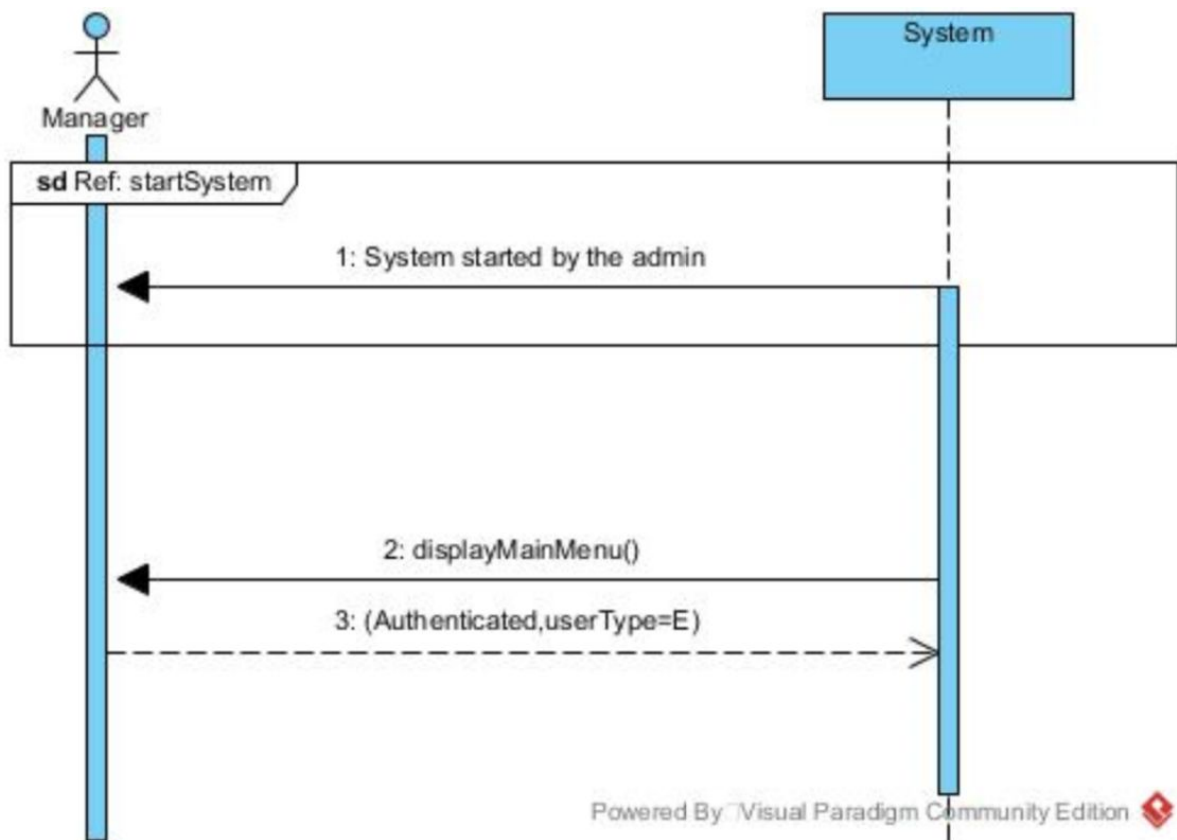 System
Manager
sd Ref: startSystem
1: System started by the admin
2: displayMainMenu()
3: (Authenticated,userType=E)
Powered By Visual Paradigm Community Edition